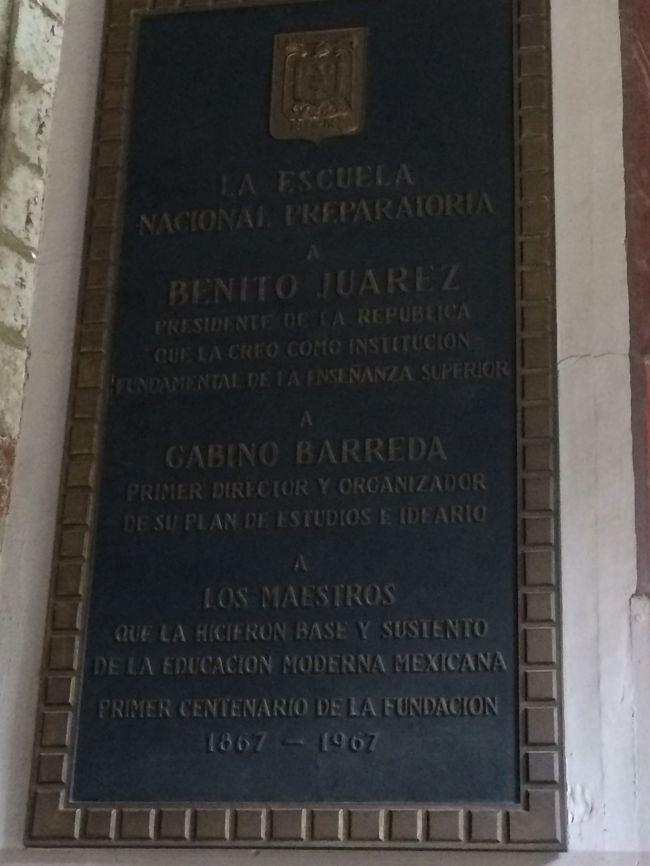 LA ESCUELA
NACIONAL PREPARATORIA
A
BENITO JUAREZ
PRESIDENTE DE LA REPUBLICA
QUE LA CREO COMO INSTITUCION
FUNDAMENTAL DE LA ENSEÑANZA SUPERIOR
A
GABINO BARREDA
PRIMER DIRECTOR Y ORGANIZADOR
DE SU PLAN DE ESTUDIOS E IDEARIO
A
LOS MAESTROS
QUE LA HICIERON BASE Y SUSTENTO
DE LA EDUCACION MODERNA MEXICANA
PRIMER CENTENARIO DE LA FUNDACION
1867 — 1967